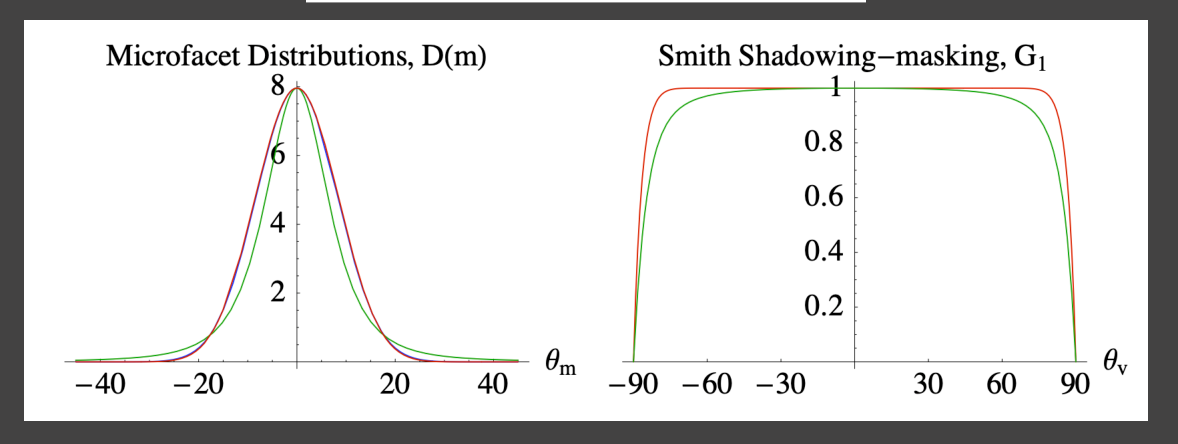 Microfacet Distributions, D(m)
8
6
4
2
−40 −20 20 40 θm
Smith Shadowing−masking, G1
1
0.8
0.6
0.4
0.2
−90 −60 −30 30 60 90 θv